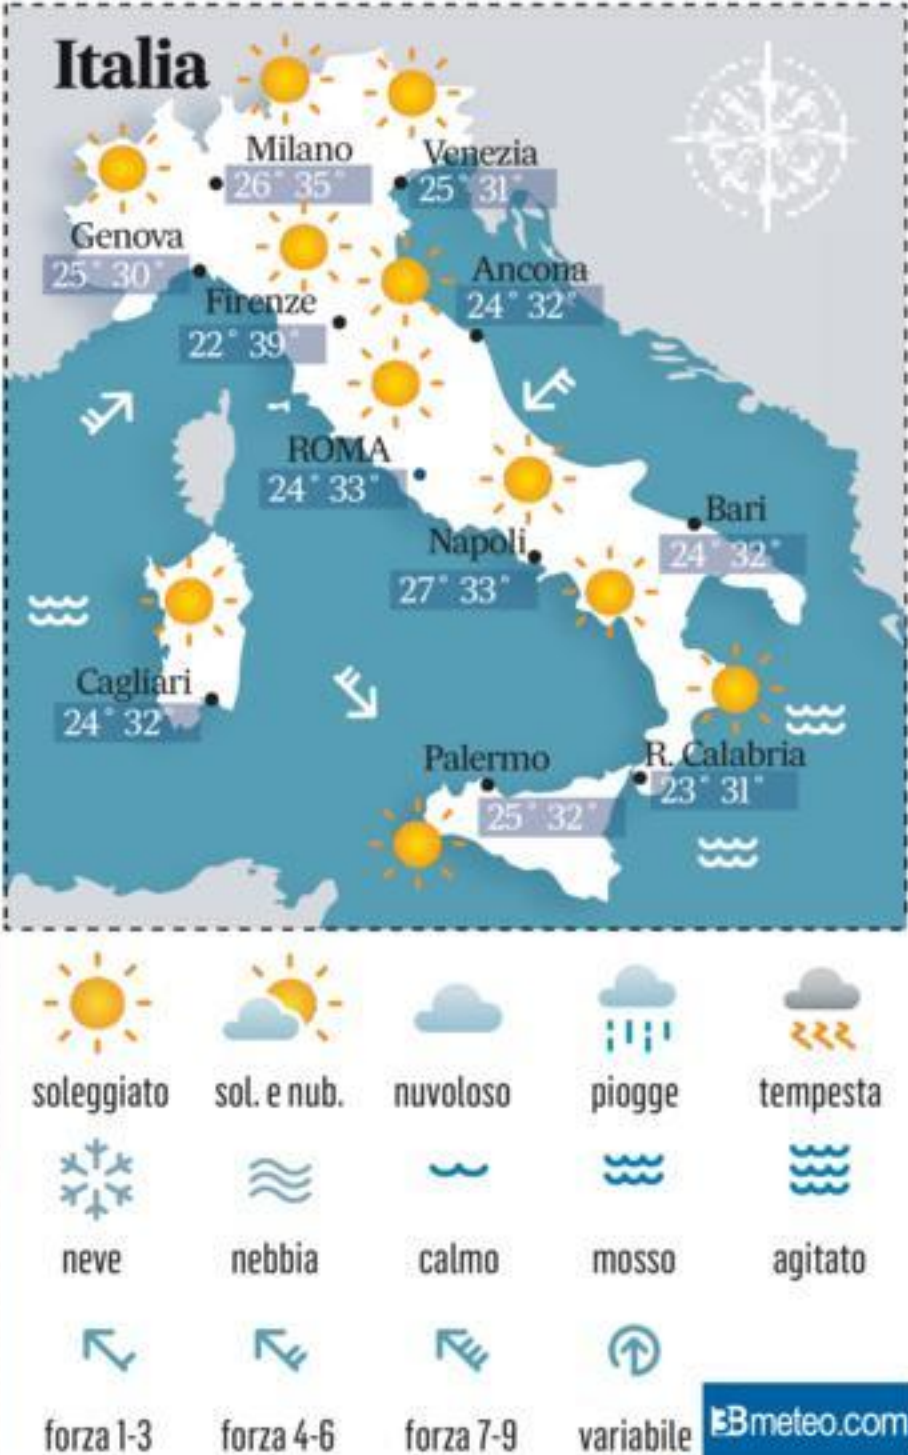 Italia
Milano
26° 35°
Venezia
25° 31°
Genova
25° 30°
Firenze
22° 39°
Ancona
24° 32°
ROMA
24° 33°
Bari
24° 32°
Napoli
27° 33°
Cagliari
24° 32°
Palermo
25° 32°
R. Calabria
23° 31°
soleggiato sol. e nub. nuvoloso piogge tempesta
neve nebbia calmo mosso agitato
forza 1-3 forza 4-6 forza 7-9 variabile
3Bmeteo.com